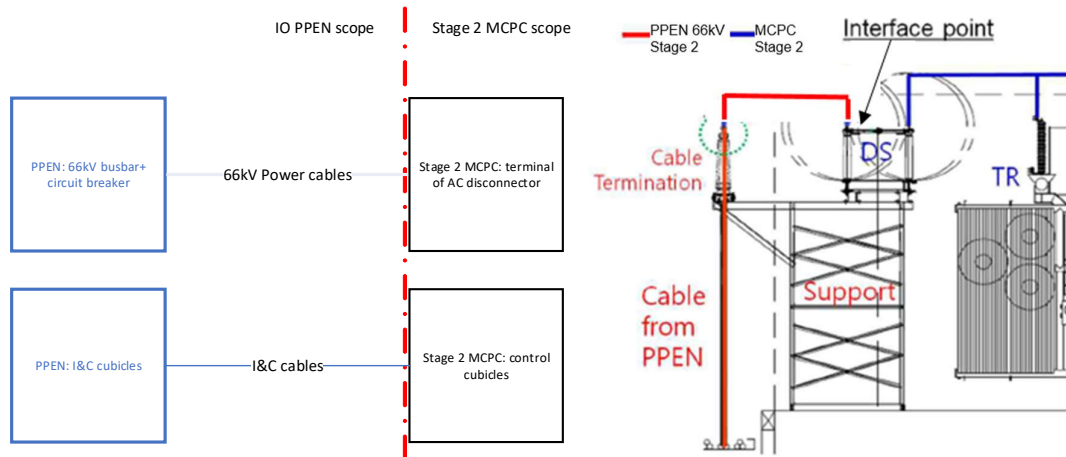 IO PPEN scope
Stage 2 MCPC scope
PPEN: 66kV busbar+
circuit breaker
66kV Power cables
Stage 2 MCPC: terminal
of AC disconnector
PPEN: I&C cubicles
I&C cables
Stage 2 MCPC: control
cubicles
PPEN 66kV
Stage 2
MCPC
Stage 2
Interface point
Cable
Termination
DS
TR
Cable
from
PPEN
Support